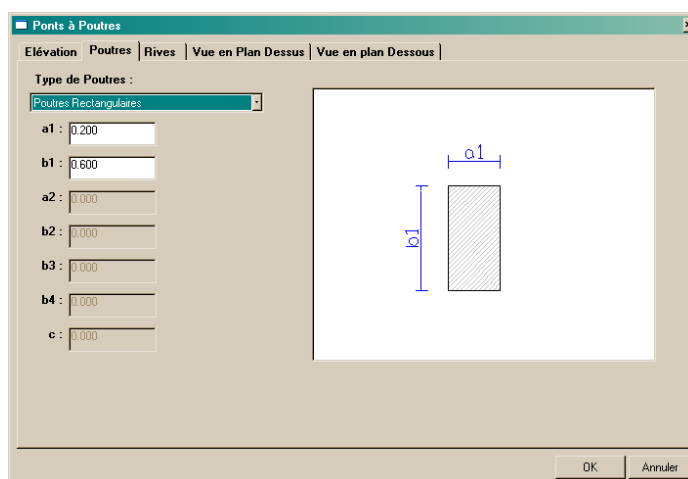 Ponts à Poutres
Elévation Poutres Rives Vue en Plan Dessus Vue en plan Dessous
Type de Poutres :
Poutres Rectangulaires
a1 : 0.200
b1 : 0.600
a2 : 0.000
b2 : 0.000
b3 : 0.000
b4 : 0.000
c : 0.000
a1
b1
OK Annuler